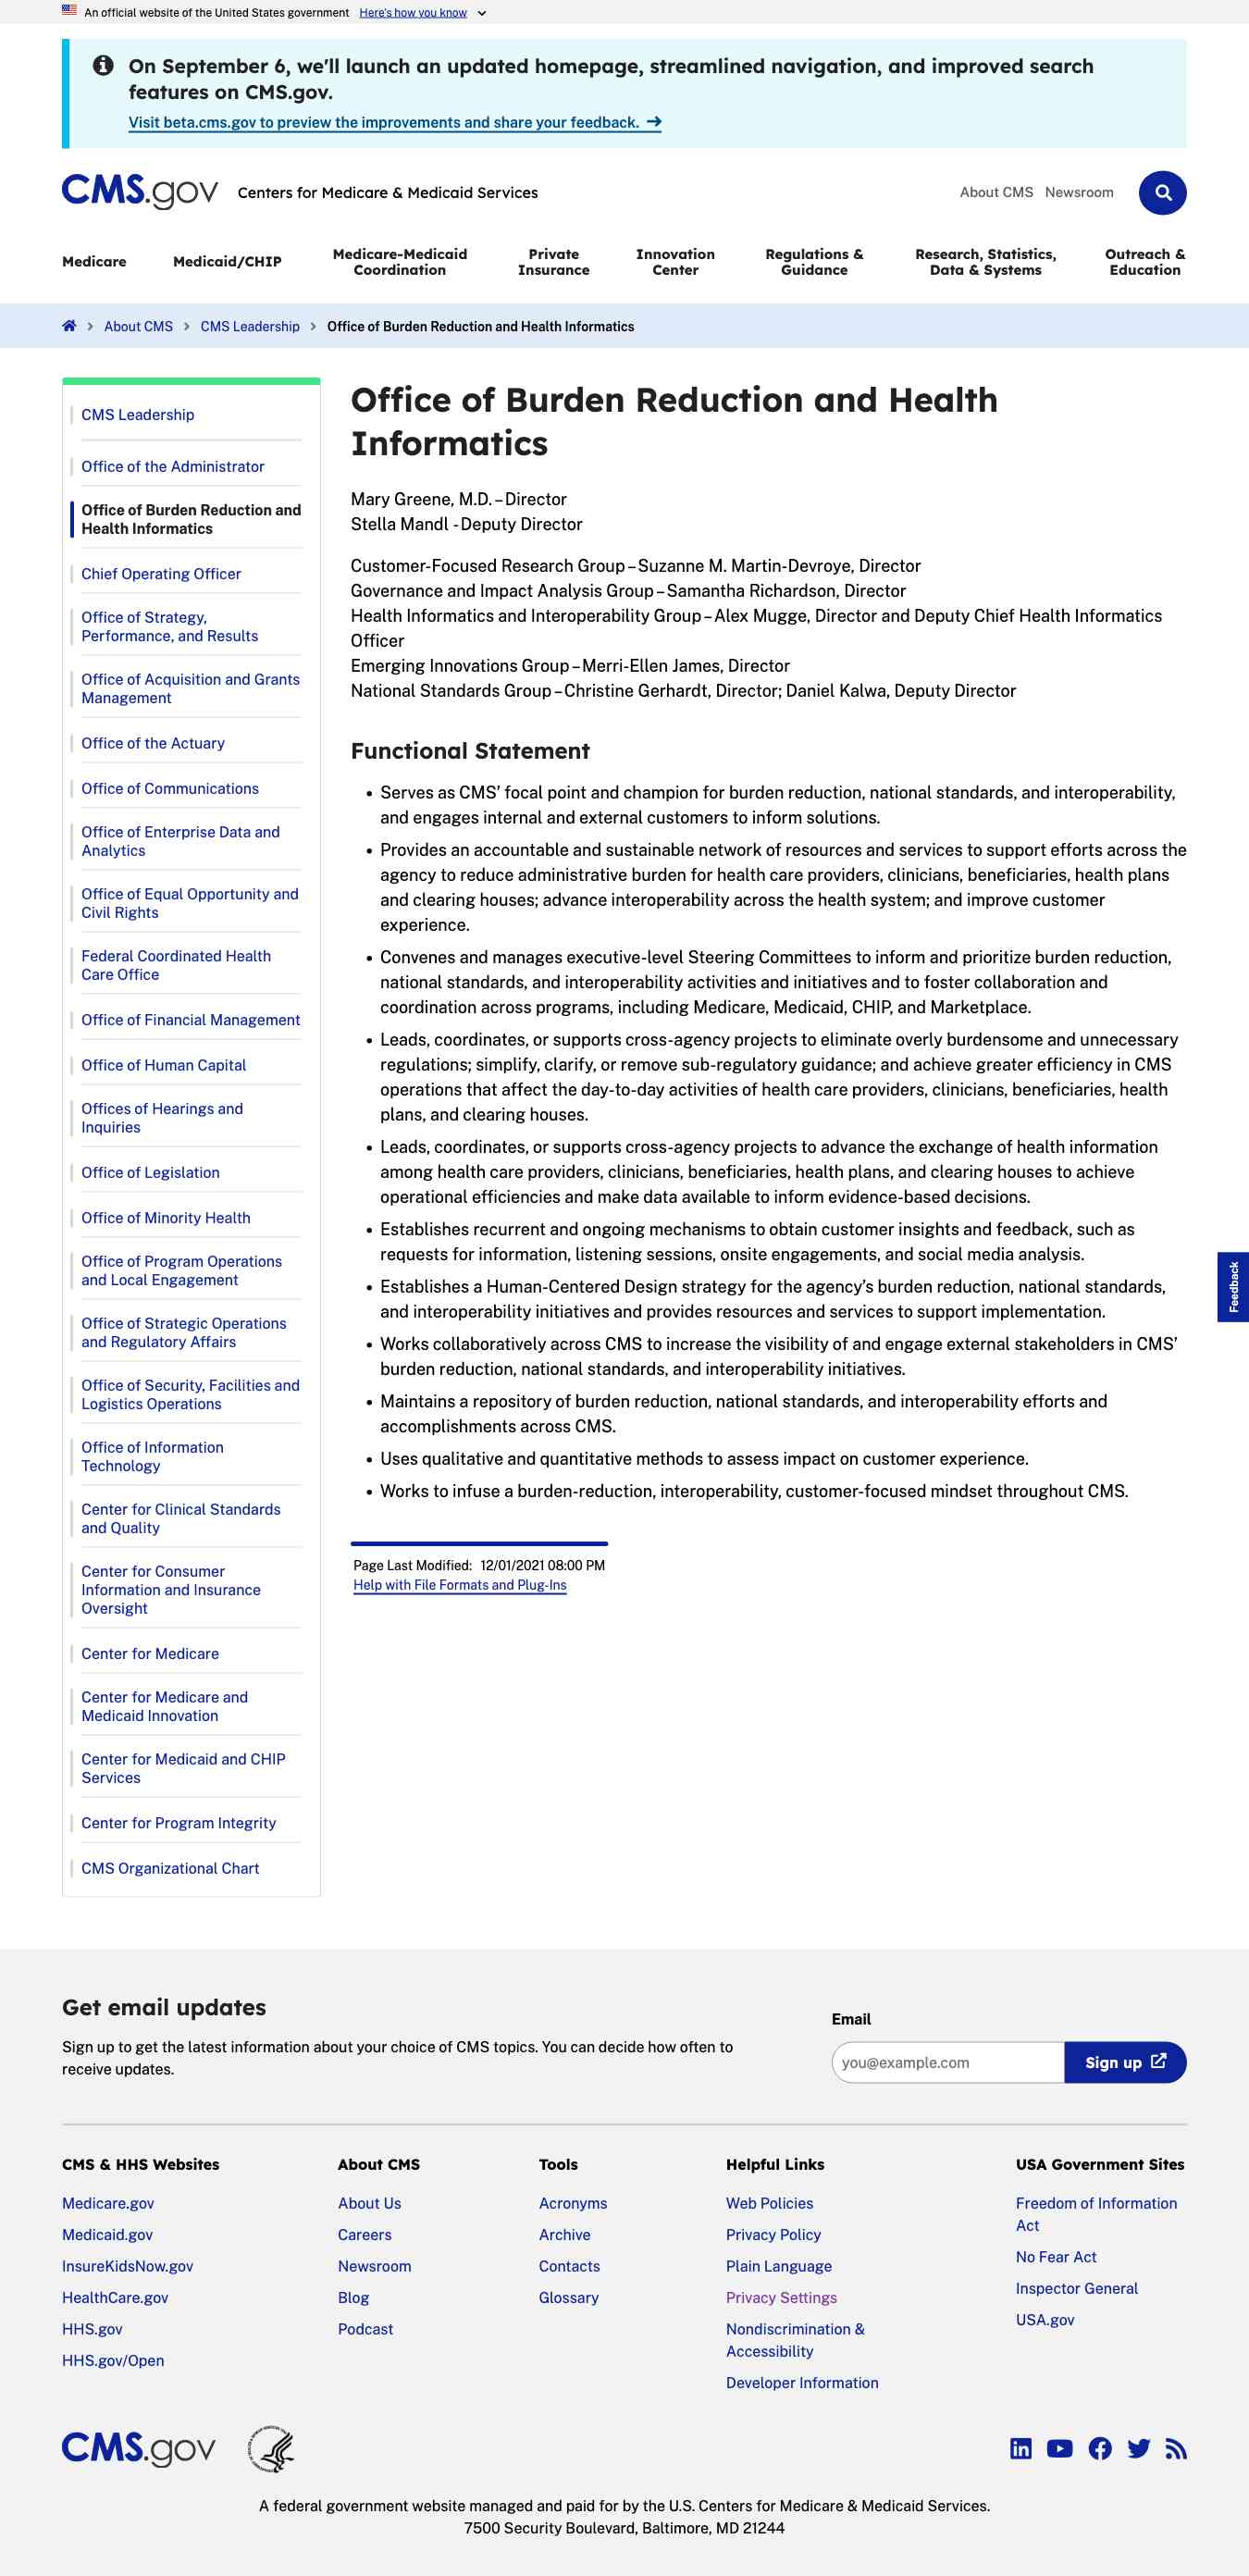 An official website of the United States government Here's how you know
On September 6, we'll launch an updated homepage, streamlined navigation, and improved search
features on CMS.gov.
Visit beta.cms.gov to preview the improvements and share your feedback.
CMS.gov Centers for Medicare & Medicaid Services
About CMS Newsroom
Medicare
Medicaid/CHIP
Medicare-Medicaid
Coordination
Private
Insurance
Innovation
Center
Regulations &
Guidance
Research, Statistics,
Data & Systems
Outreach &
Education
About CMS CMS Leadership Office of Burden Reduction and Health Informatics
CMS Leadership
Office of the Administrator
Office of Burden Reduction and
Health Informatics
Chief Operating Officer
Office of Strategy,
Performance, and Results
Office of Acquisition and Grants
Management
Office of the Actuary
Office of Communications
Office of Enterprise Data and
Analytics
Office of Equal Opportunity and
Civil Rights
Federal Coordinated Health
Care Office
Office of Financial Management
Office of Human Capital
Offices of Hearings and
Inquiries
Office of Legislation
Office of Minority Health
Office of Program Operations
and Local Engagement
Office of Strategic Operations
and Regulatory Affairs
Office of Security, Facilities and
Logistics Operations
Office of Information
Technology
Center for Clinical Standards
and Quality
Center for Consumer
Information and Insurance
Oversight
Center for Medicare
Center for Medicare and
Medicaid Innovation
Center for Medicaid and CHIP
Services
Center for Program Integrity
CMS Organizational Chart
Office of Burden Reduction and Health
Informatics
Mary Greene, M.D. – Director
Stella Mandl - Deputy Director
Customer-Focused Research Group – Suzanne M. Martin-Devroye, Director
Governance and Impact Analysis Group – Samantha Richardson, Director
Health Informatics and Interoperability Group – Alex Mugge, Director and Deputy Chief Health Informatics
Officer
Emerging Innovations Group – Merri-Ellen James, Director
National Standards Group – Christine Gerhardt, Director; Daniel Kalwa, Deputy Director
Functional Statement
• Serves as CMS’ focal point and champion for burden reduction, national standards, and interoperability,
and engages internal and external customers to inform solutions.
• Provides an accountable and sustainable network of resources and services to support efforts across the
agency to reduce administrative burden for health care providers, clinicians, beneficiaries, health plans
and clearing houses; advance interoperability across the health system; and improve customer
experience.
• Convenes and manages executive-level Steering Committees to inform and prioritize burden reduction,
national standards, and interoperability activities and initiatives and to foster collaboration and
coordination across programs, including Medicare, Medicaid, CHIP, and Marketplace.
• Leads, coordinates, or supports cross-agency projects to eliminate overly burdensome and unnecessary
regulations; simplify, clarify, or remove sub-regulatory guidance; and achieve greater efficiency in CMS
operations that affect the day-to-day activities of health care providers, clinicians, beneficiaries, health
plans, and clearing houses.
• Leads, coordinates, or supports cross-agency projects to advance the exchange of health information
among health care providers, clinicians, beneficiaries, health plans, and clearing houses to achieve
operational efficiencies and make data available to inform evidence-based decisions.
• Establishes recurrent and ongoing mechanisms to obtain customer insights and feedback, such as
requests for information, listening sessions, onsite engagements, and social media analysis.
• Establishes a Human-Centered Design strategy for the agency’s burden reduction, national standards,
and interoperability initiatives and provides resources and services to support implementation.
• Works collaboratively across CMS to increase the visibility of and engage external stakeholders in CMS’
burden reduction, national standards, and interoperability initiatives.
• Maintains a repository of burden reduction, national standards, and interoperability efforts and
accomplishments across CMS.
• Uses qualitative and quantitative methods to assess impact on customer experience.
• Works to infuse a burden-reduction, interoperability, customer-focused mindset throughout CMS.
Page Last Modified: 12/01/2021 08:00 PM
Help with File Formats and Plug-Ins
Feedback
Get email updates
Sign up to get the latest information about your choice of CMS topics. You can decide how often to
receive updates.
Email
you@example.com
Sign up
CMS & HHS Websites
Medicare.gov
Medicaid.gov
InsureKidsNow.gov
HealthCare.gov
HHS.gov
HHS.gov/Open
About CMS
About Us
Careers
Newsroom
Blog
Podcast
Tools
Acronyms
Archive
Contacts
Glossary
Helpful Links
Web Policies
Privacy Policy
Plain Language
Privacy Settings
Nondiscrimination &
Accessibility
Developer Information
USA Government Sites
Freedom of Information
Act
No Fear Act
Inspector General
USA.gov
CMS.gov
A federal government website managed and paid for by the U.S. Centers for Medicare & Medicaid Services.
7500 Security Boulevard, Baltimore, MD 21244